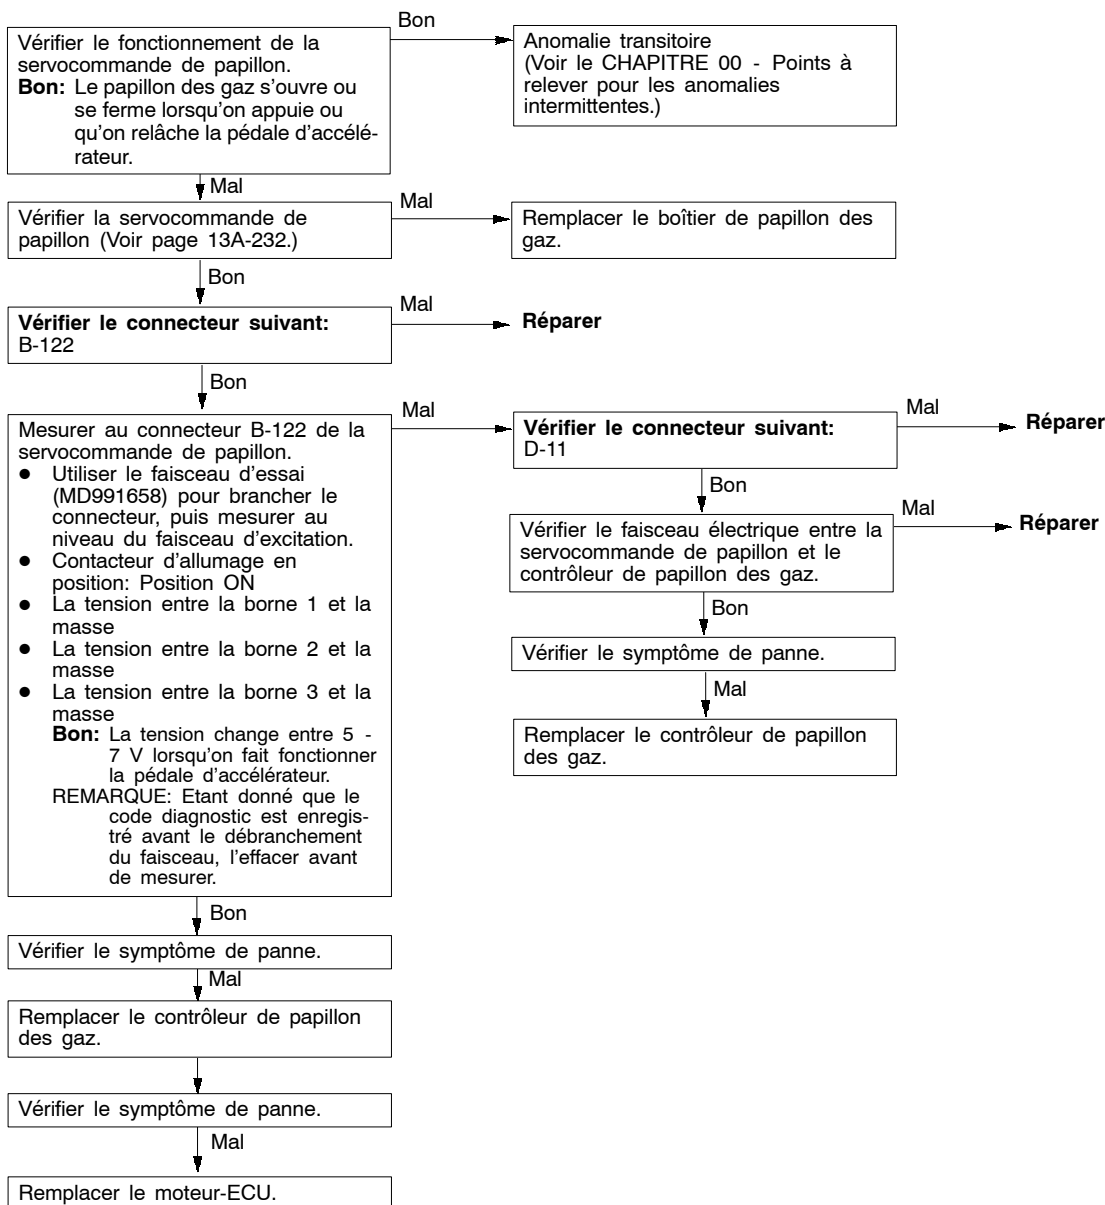 Vérifier le fonctionnement de la
servocommande de papillon.
Bon: Le papillon des gaz s'ouvre ou
se ferme lorsqu'on appuie ou
qu'on relâche la pédale d'accélé-
rateur.
Bon
Anomalie transitoire
(Voir le CHAPITRE 00 - Points à
relever pour les anomalies
intermittentes.)
Mal
Vérifier la servocommande de
papillon (Voir page 13A-232.)
Mal
Remplacer le boîtier de papillon des
gaz.
Bon
Vérifier le connecteur suivant:
B-122
Mal
Réparer
Bon
Mesurer au connecteur B-122 de la
servocommande de papillon.
● Utiliser le faisceau d'essai
(MD991658) pour brancher le
connecteur, puis mesurer au
niveau du faisceau d'excitation.
● Contacteur d'allumage en
position: Position ON
● La tension entre la borne 1 et la
masse
● La tension entre la borne 2 et la
masse
● La tension entre la borne 3 et la
masse
Bon: La tension change entre 5 -
7 V lorsqu'on fait fonctionner
la pédale d'accélérateur.
REMARQUE: Etant donné que le
code diagnostic est enregis-
tré avant le débranchement
du faisceau, l'effacer avant
de mesurer.
Mal
Vérifier le connecteur suivant:
D-11
Mal
Réparer
Bon
Vérifier le faisceau électrique entre la
servocommande de papillon et le
contrôleur de papillon des gaz.
Mal
Réparer
Bon
Vérifier le symptôme de panne.
Mal
Remplacer le contrôleur de papillon
des gaz.
Bon
Vérifier le symptôme de panne.
Mal
Remplacer le contrôleur de papillon
des gaz.
Vérifier le symptôme de panne.
Mal
Remplacer le moteur-ECU.